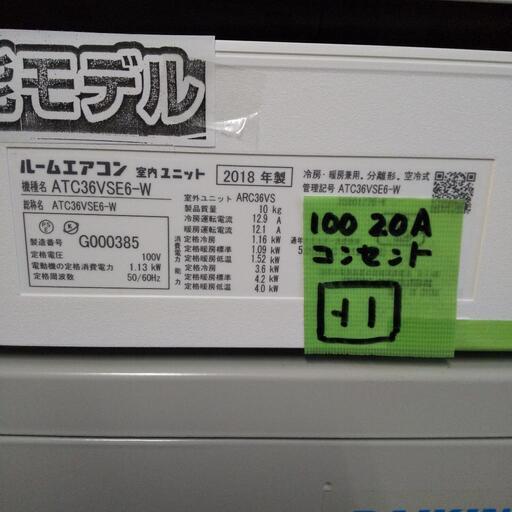 モデル
ルームエアコン 室内ユニット 2018 年製
機種名 ATC36VSE6-W
総称名 ATC36VSE6-W
製造番号 G000385
定格電圧 100V
電動機の定格消費電力 1.13 kW
定格周波数 50/60Hz
室外ユニット ARC36VS
製品質量 10 kg
冷房運転電流 12.9 A
暖房運転電流 12.1 A
消費電力
定格冷房 1.16 kW
定格暖房標準 1.09 kW
定格暖房低温 1.52 kW
能力
定格冷房 3.6 kW
定格暖房標準 4.2 kW
定格暖房低温 4.0 kW
冷房・暖房兼用、分離形、空冷式
管理記号 ATC36VSE6-W
100 20A
コンセント